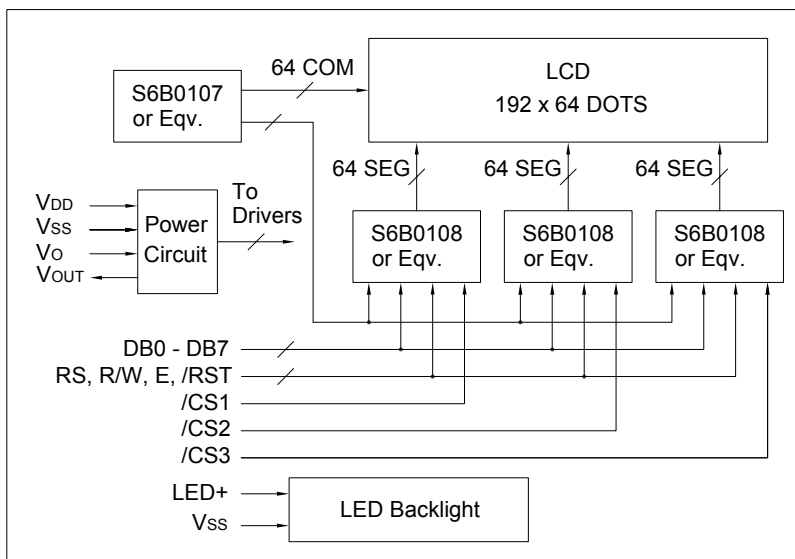 64 COM
S6B0107
or Eqv.
LCD
192 x 64 DOTS
64 SEG
64 SEG
64 SEG
VDD
VSS
VO
VOUT
Power
Circuit
To
Drivers
S6B0108
or Eqv.
S6B0108
or Eqv.
S6B0108
or Eqv.
DB0 - DB7
RS, R/W, E, /RST
/CS1
/CS2
/CS3
LED+
VSS
LED Backlight